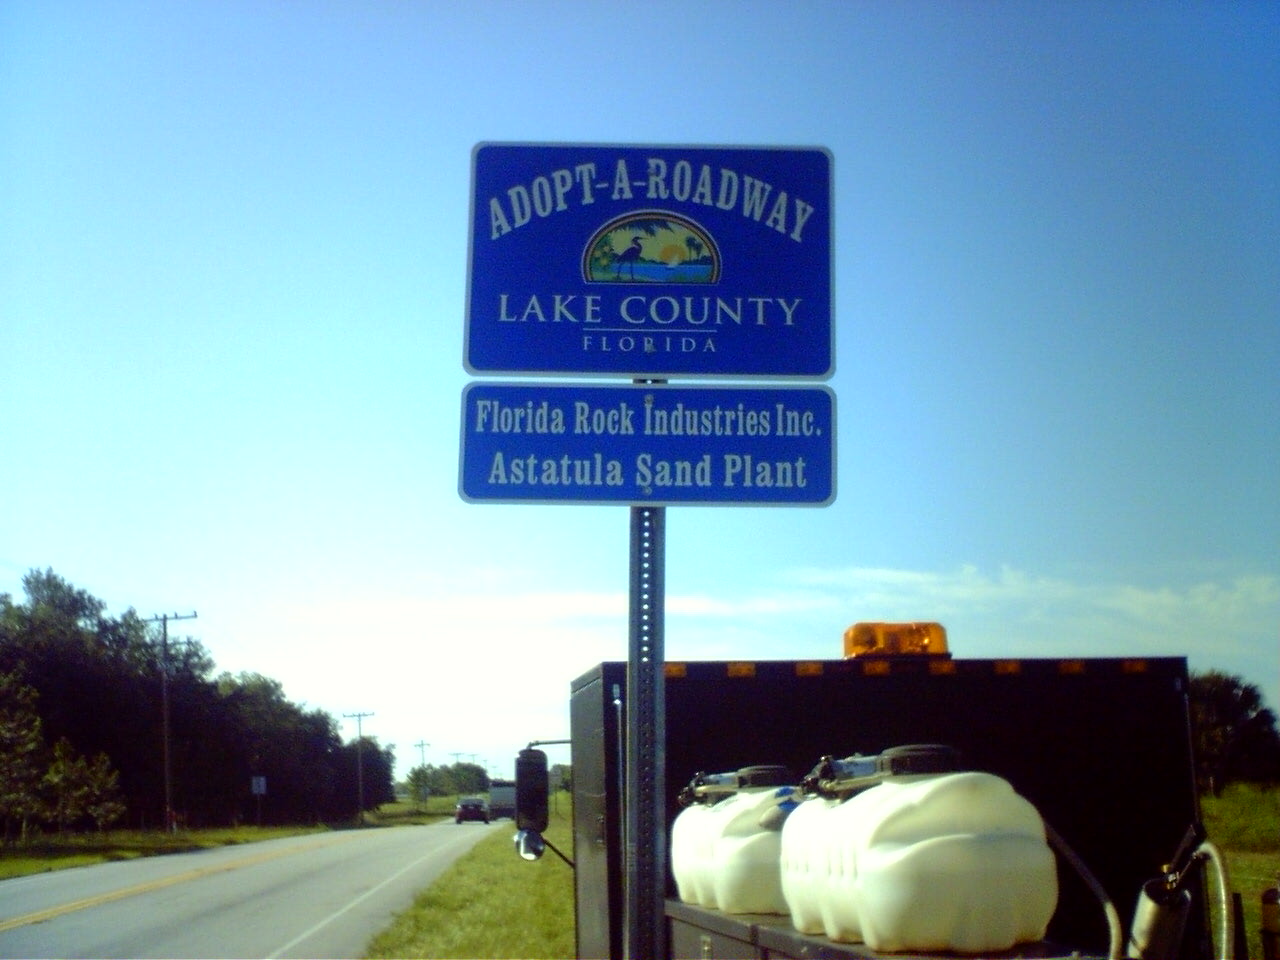 ADOPT-A-ROADWAY
LAKE COUNTY
FLORIDA
Florida Rock Industries Inc.
Astatula Sand Plant